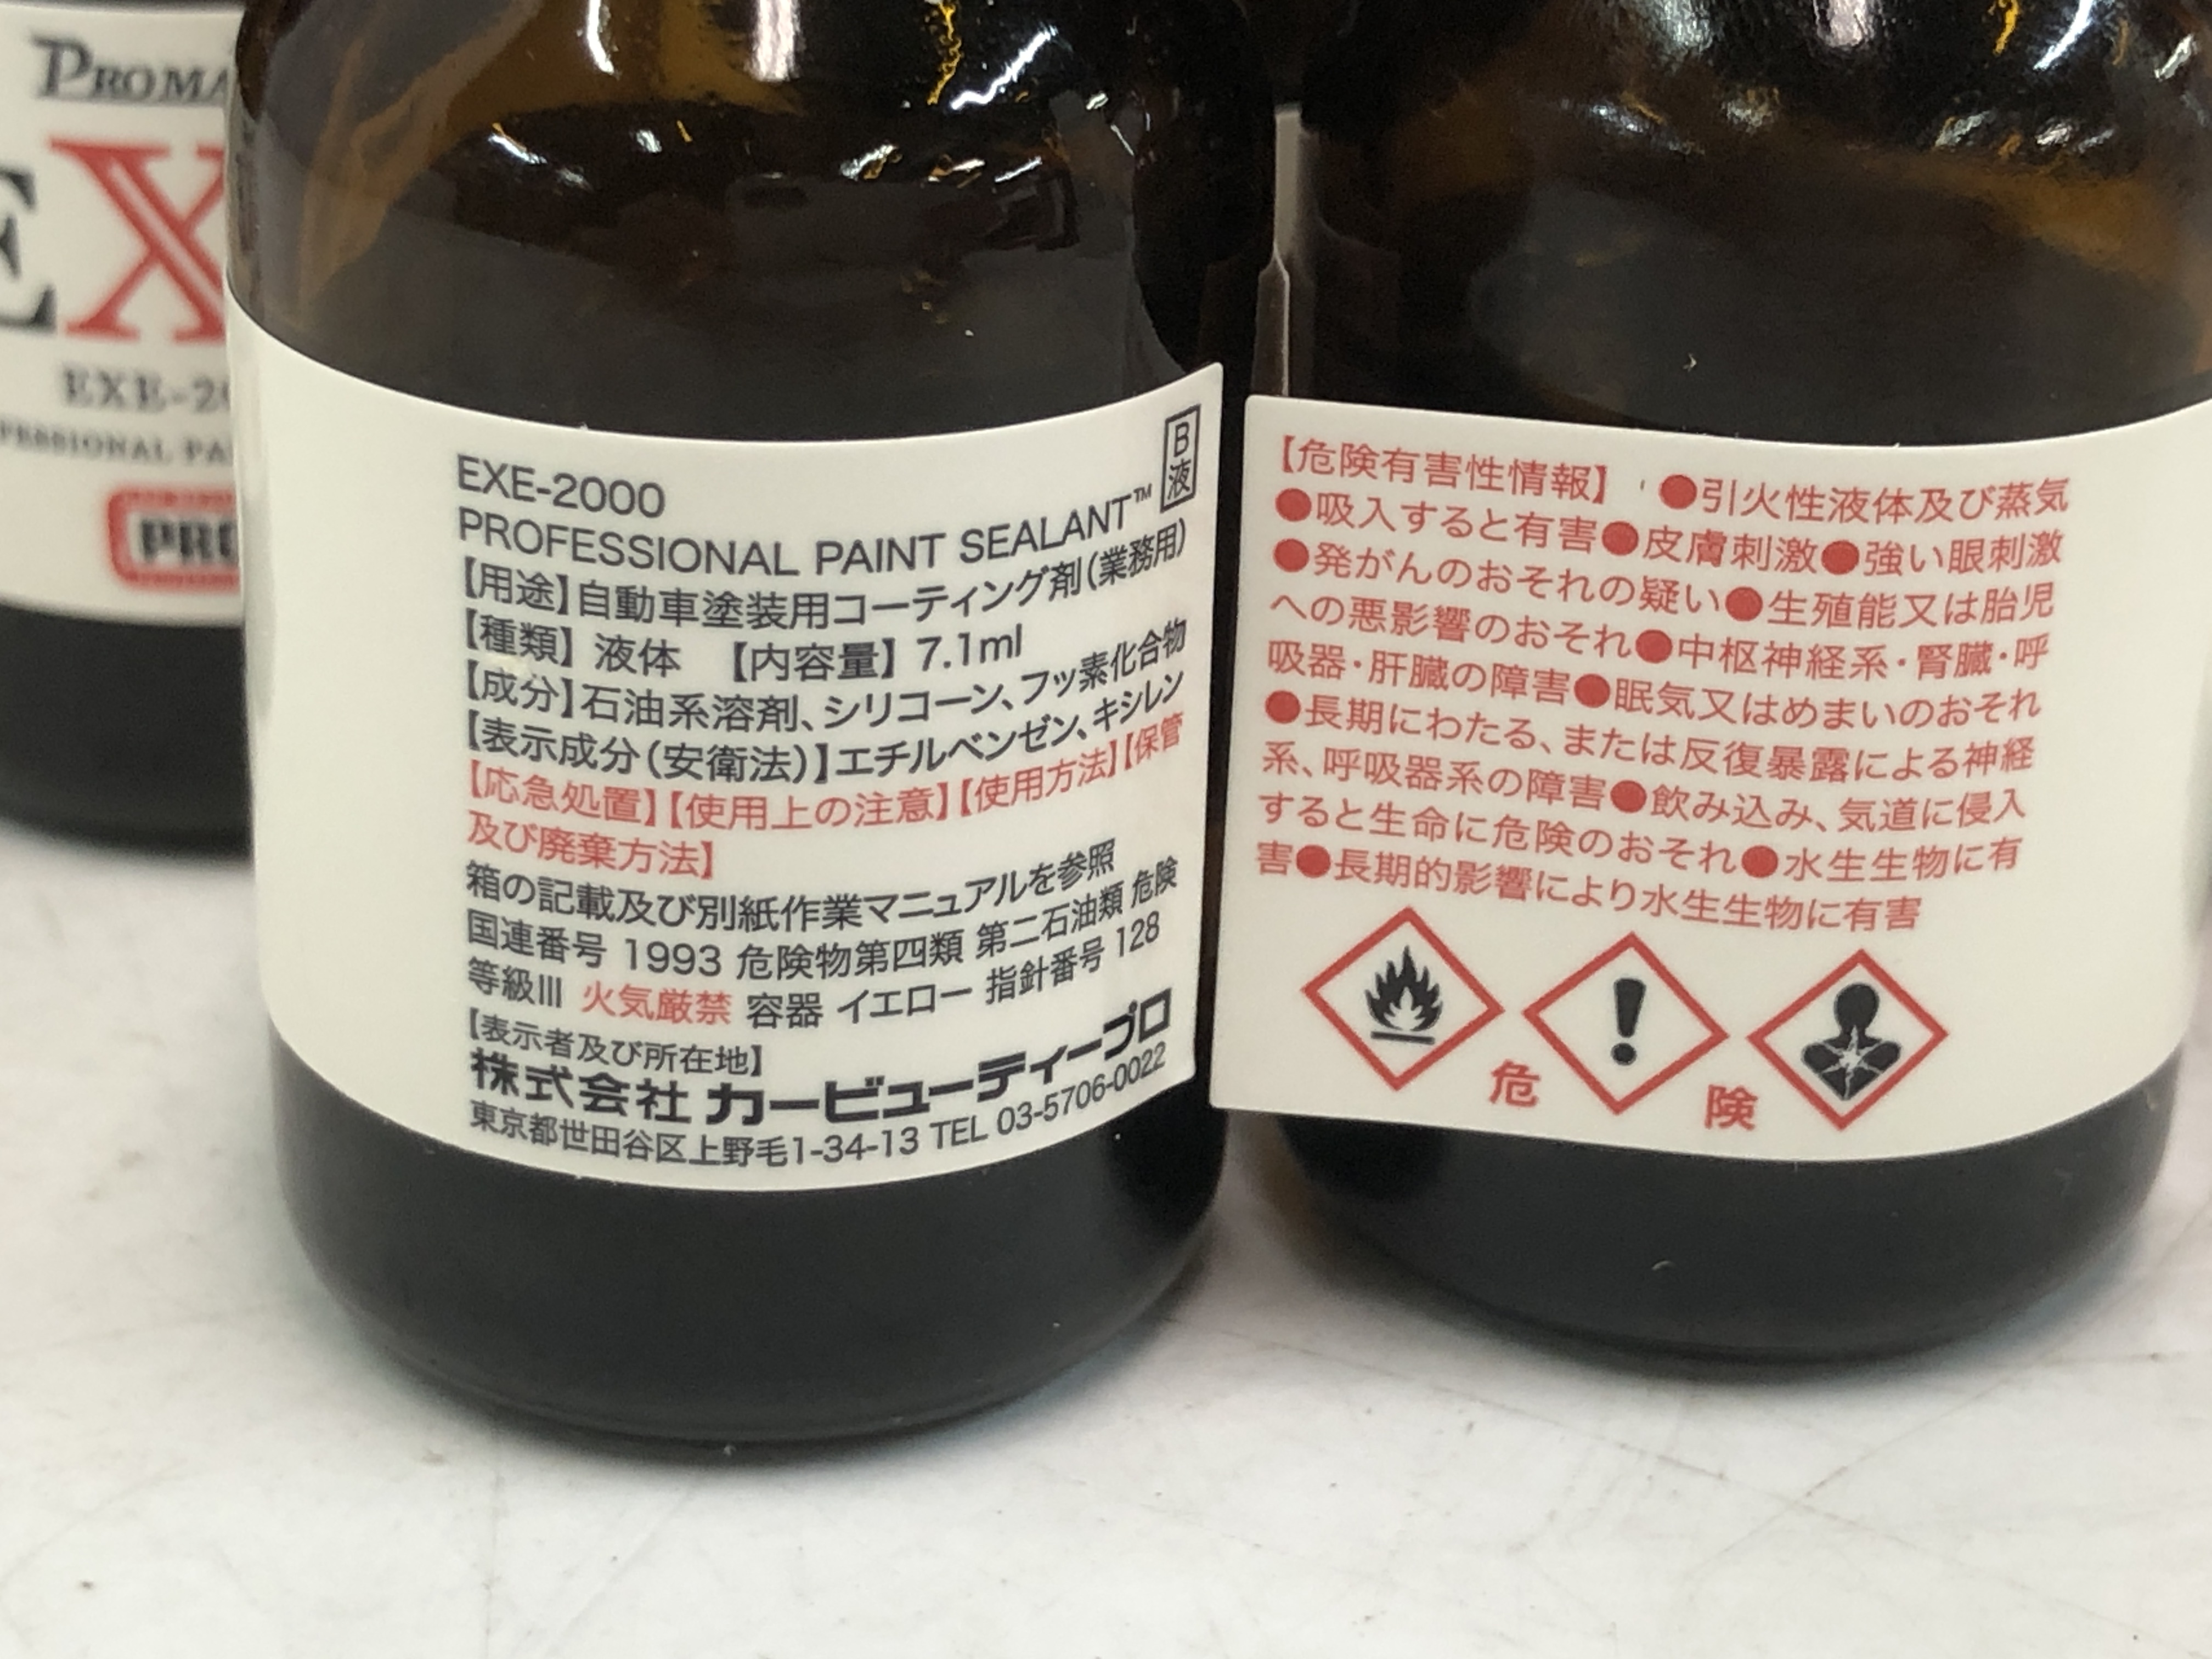 PROMA
EX
EXE-20
FESSIONAL PA
PRO
B液
EXE-2000
PROFESSIONAL PAINT SEALANT™
【用途】自動車塗装用コーティング剤(業務用)
【種類】 液体 【内容量】 7.1ml
【成分】石油系溶剤、シリコーン、フッ素化合物
【表示成分(安衛法)】エチルベンゼン、キシレン
【応急処置】【使用上の注意】【使用方法】【保管
及び廃棄方法】
箱の記載及び別紙作業マニュアルを参照
国連番号 1993 危険物第四類 第二石油類 危険
等級III 火気厳禁 容器 イエロー 指針番号 128
【表示者及び所在地】
株式会社 カービューティープロ
東京都世田谷区上野毛1-34-13 TEL 03-5706-0022
【危険有害性情報】 ●引火性液体及び蒸気
●吸入すると有害●皮膚刺激●強い眼刺激
●発がんのおそれの疑い●生殖能又は胎児
への悪影響のおそれ●中枢神経系・腎臓・呼
吸器・肝臓の障害●眠気又はめまいのおそれ
●長期にわたる、または反復暴露による神経
系、呼吸器系の障害●飲み込み、気道に侵入
すると生命に危険のおそれ●水生生物に有
害●長期的影響により水生生物に有害
危 険